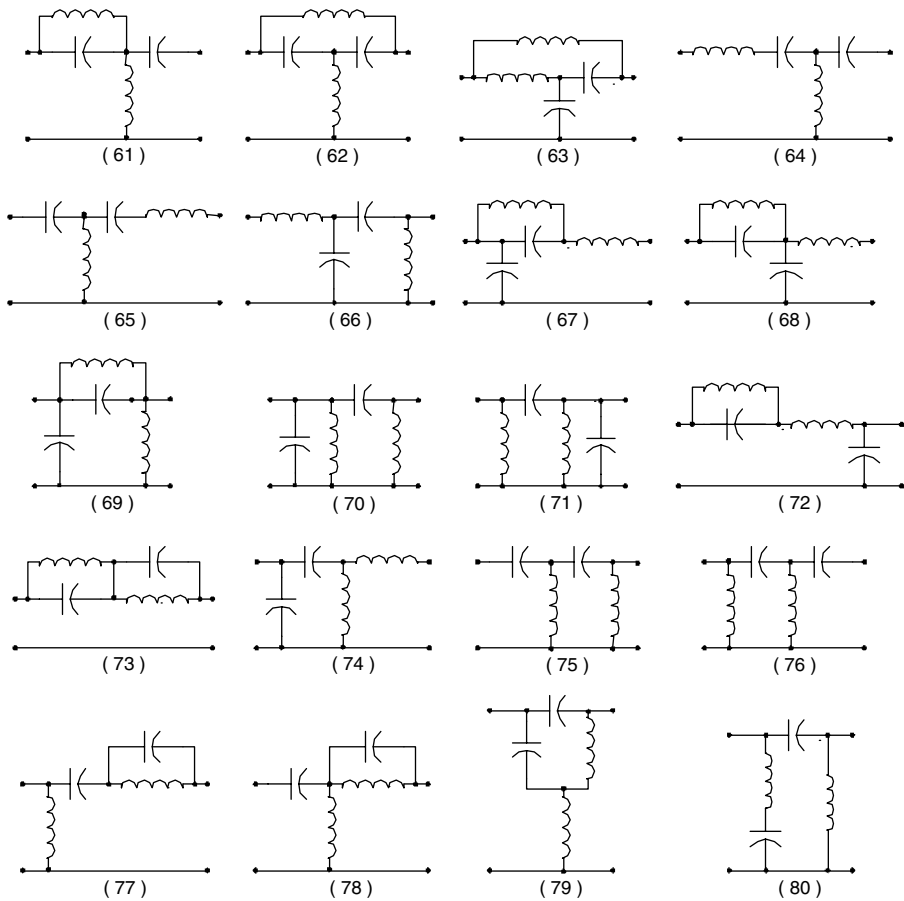 ( 61 ) ( 62 ) ( 63 ) ( 64 )
( 65 ) ( 66 ) ( 67 ) ( 68 )
( 69 ) ( 70 ) ( 71 ) ( 72 )
( 73 ) ( 74 ) ( 75 ) ( 76 )
( 77 ) ( 78 ) ( 79 ) ( 80 )